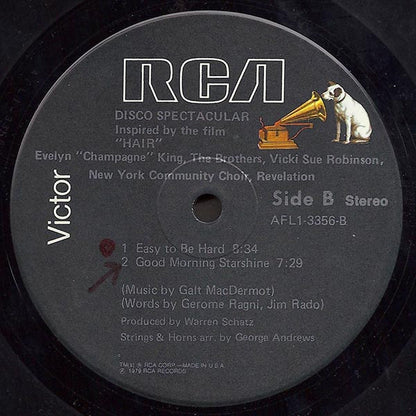 RCA
DISCO SPECTACULAR
Inspired by the film
"HAIR"
Evelyn "Champagne" King, The Brothers, Vicki Sue Robinson,
New York Community Choir, Revelation
Victor
Side B Stereo
AFL1-3356-B
1 Easy to Be Hard 8:34
2 Good Morning Starshine 7:29
(Music by Galt MacDermot)
(Words by Gerome Ragni, Jim Rado)
Produced by Warren Schatz
Strings & Horns arr. by George Andrews
TM(s) ® RCA CORP.—MADE IN U.S.A.
℗ 1979 RCA RECORDS